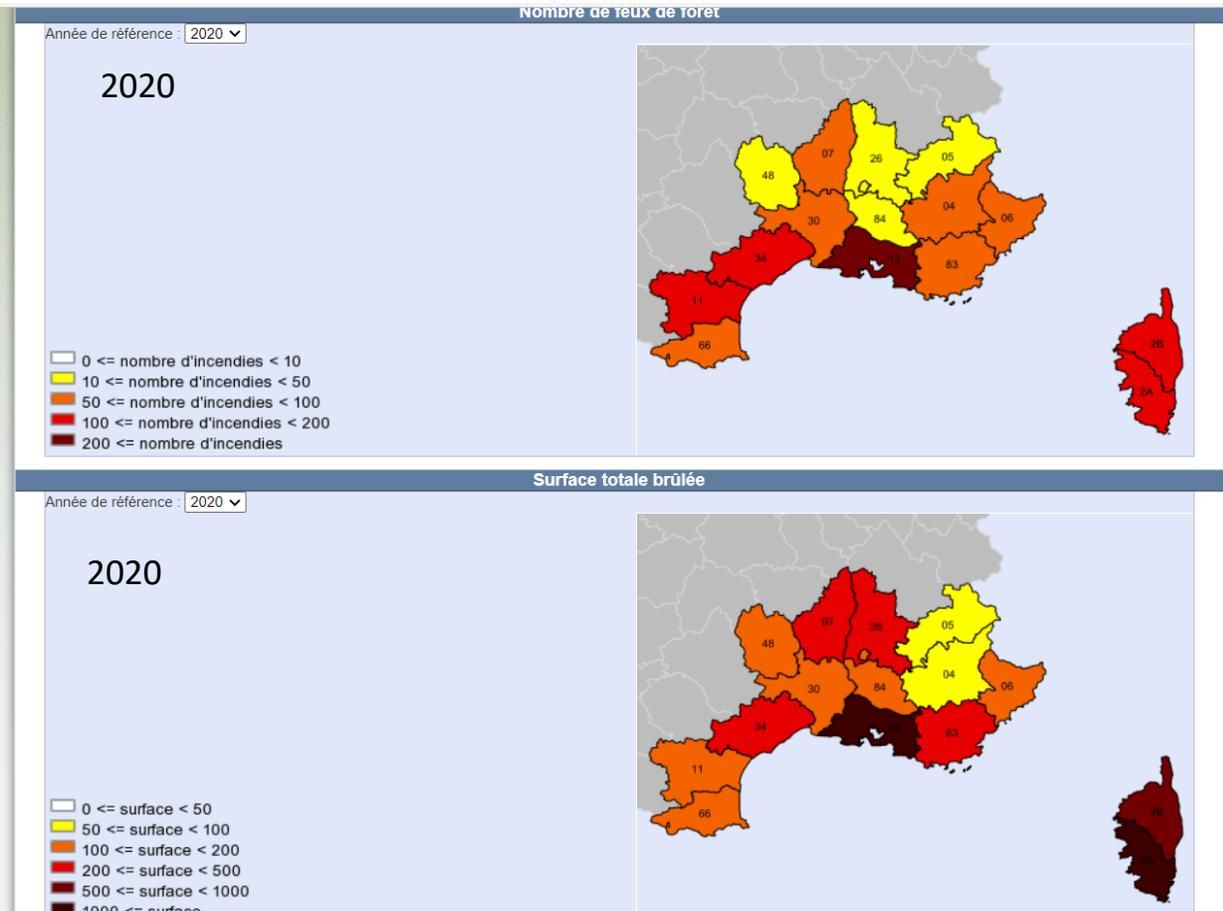 Nombre de feux de forêt
Année de référence : 2020
2020
07
26
05
48
04
30
84
06
34
13
83
11
66
2B
2A
0 <= nombre d'incendies < 10
10 <= nombre d'incendies < 50
50 <= nombre d'incendies < 100
100 <= nombre d'incendies < 200
200 <= nombre d'incendies
Surface totale brûlée
Année de référence : 2020
2020
07
26
05
48
04
30
84
06
34
13
83
11
66
2B
2A
0 <= surface < 50
50 <= surface < 100
100 <= surface < 200
200 <= surface < 500
500 <= surface < 1000
1000 <= surface